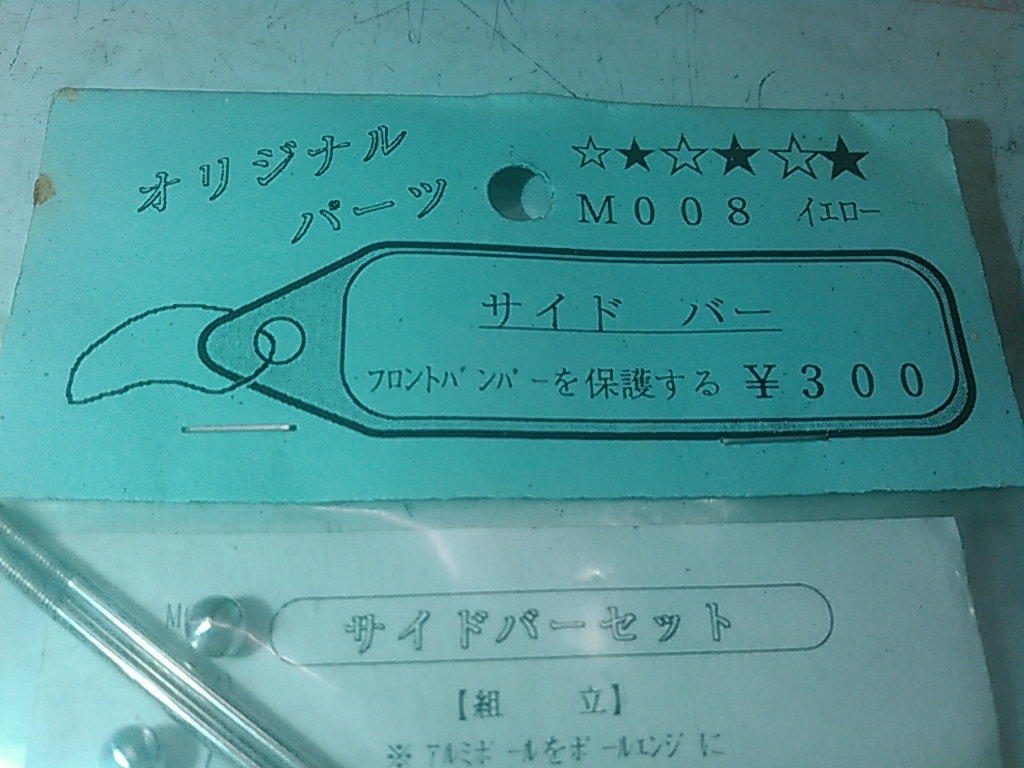 オリジナル
パーツ
☆★☆★☆★
M008 イエロー
サイド バー
フロントバンパーを保護する ¥300
サイドバーセット
【組 立】
※ アルミボールをボールエンジに